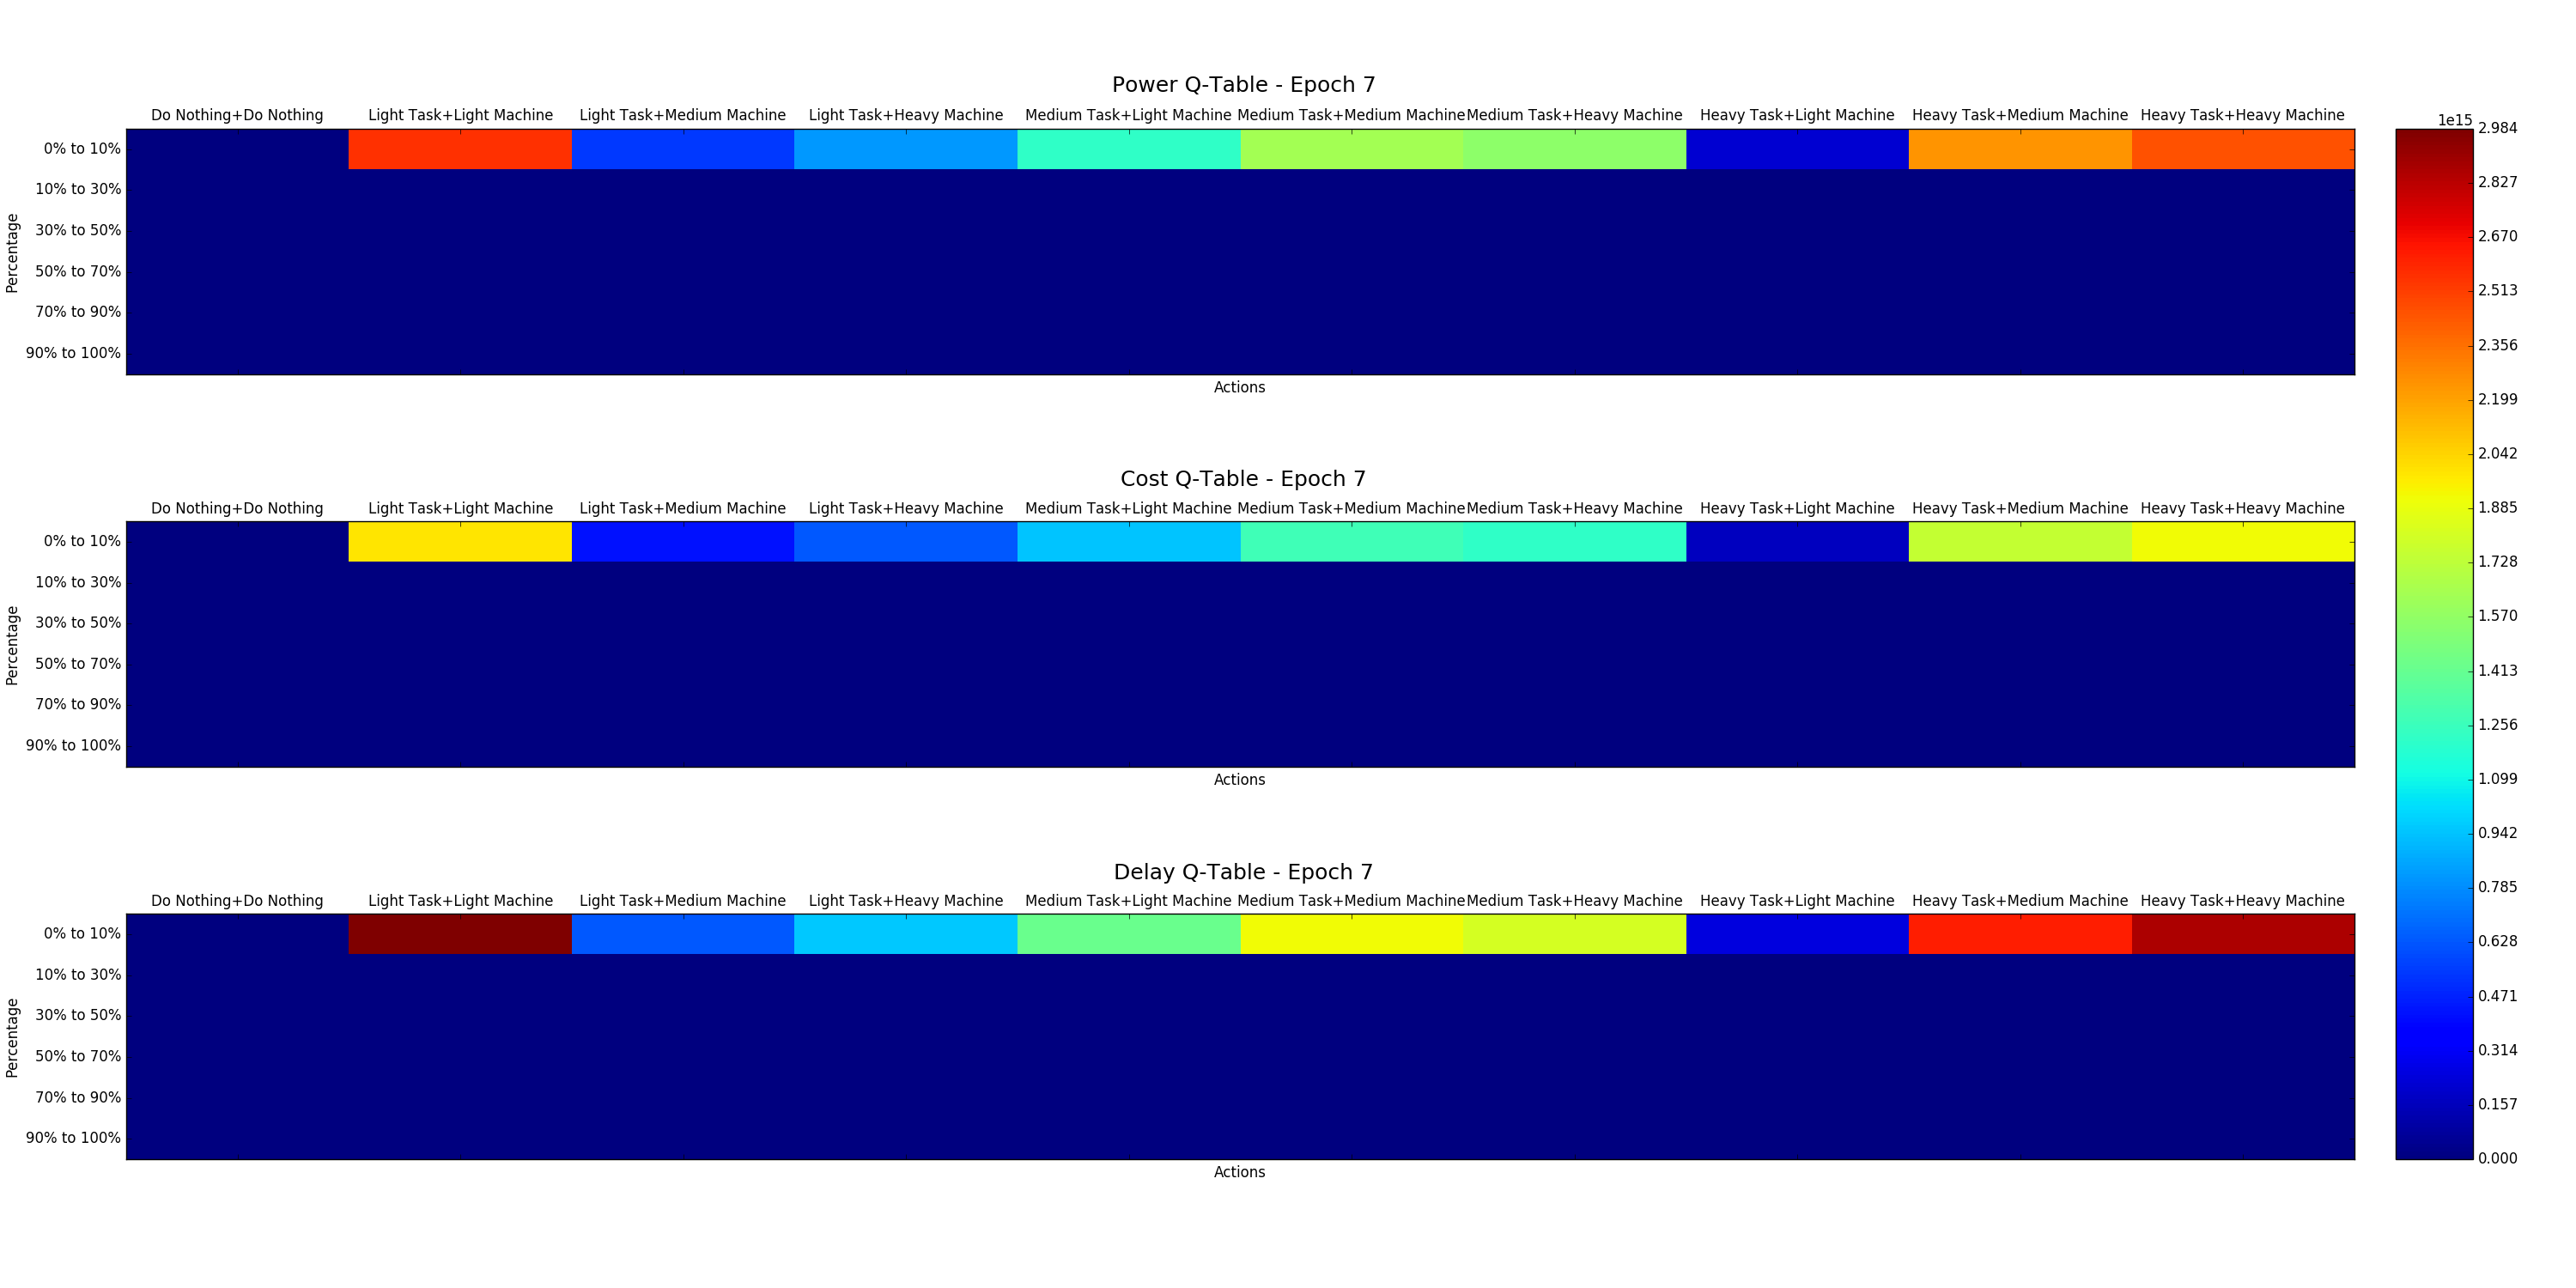 Power Q-Table - Epoch 7
Do Nothing+Do Nothing Light Task+Light Machine Light Task+Medium Machine Light Task+Heavy Machine Medium Task+Light Machine Medium Task+Medium Machine Medium Task+Heavy Machine Heavy Task+Light Machine Heavy Task+Medium Machine Heavy Task+Heavy Machine
0% to 10%
10% to 30%
30% to 50%
50% to 70%
70% to 90%
90% to 100%
Percentage
Actions
Cost Q-Table - Epoch 7
Do Nothing+Do Nothing Light Task+Light Machine Light Task+Medium Machine Light Task+Heavy Machine Medium Task+Light Machine Medium Task+Medium Machine Medium Task+Heavy Machine Heavy Task+Light Machine Heavy Task+Medium Machine Heavy Task+Heavy Machine
0% to 10%
10% to 30%
30% to 50%
50% to 70%
70% to 90%
90% to 100%
Percentage
Actions
Delay Q-Table - Epoch 7
Do Nothing+Do Nothing Light Task+Light Machine Light Task+Medium Machine Light Task+Heavy Machine Medium Task+Light Machine Medium Task+Medium Machine Medium Task+Heavy Machine Heavy Task+Light Machine Heavy Task+Medium Machine Heavy Task+Heavy Machine
0% to 10%
10% to 30%
30% to 50%
50% to 70%
70% to 90%
90% to 100%
Percentage
Actions
1e15
2.984
2.827
2.670
2.513
2.356
2.199
2.042
1.885
1.728
1.570
1.413
1.256
1.099
0.942
0.785
0.628
0.471
0.314
0.157
0.000